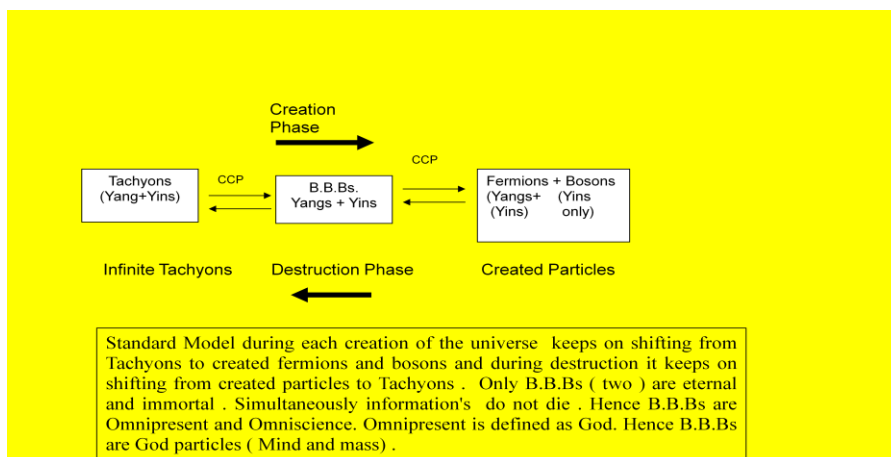 Creation
Phase
CCP
Tachyons
(Yang+Yins)
CCP
B.B.Bs.
Yangs + Yins
Fermions + Bosons
(Yangs+ (Yins
(Yins) only)
Infinite Tachyons
Destruction Phase
Created Particles
Standard Model during each creation of the universe keeps on shifting from
Tachyons to created fermions and bosons and during destruction it keeps on
shifting from created particles to Tachyons . Only B.B.Bs ( two ) are eternal
and immortal . Simultaneously information's do not die . Hence B.B.Bs are
Omnipresent and Omniscience. Omnipresent is defined as God. Hence B.B.Bs
are God particles ( Mind and mass) .